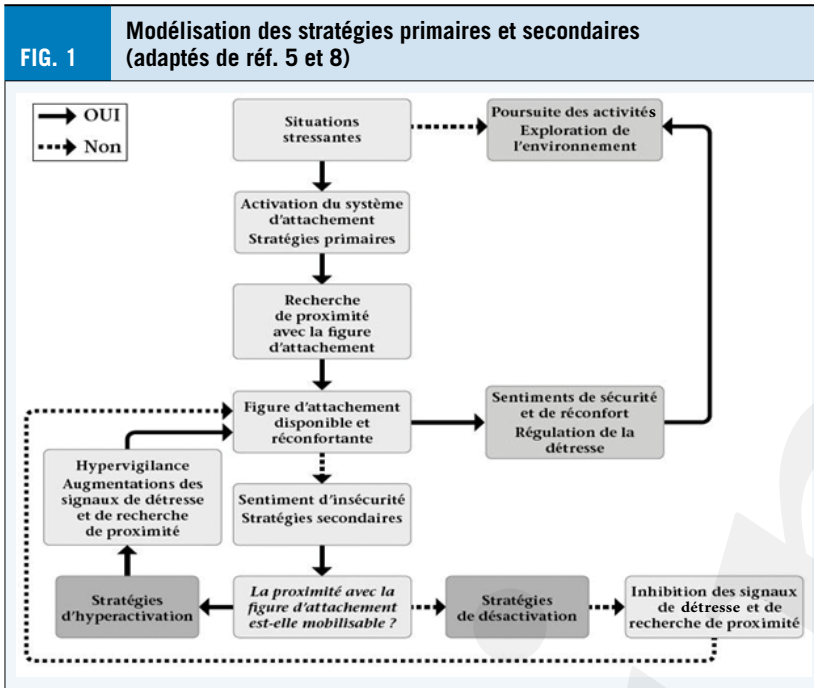 FIG. 1
Modélisation des stratégies primaires et secondaires
(adaptés de réf. 5 et 8)
OUI
Non
Situations
stressantes
Poursuite des activités
Exploration de
l'environnement
Activation du système
d'attachement
Stratégies primaires
Recherche
de proximité
avec la figure
d'attachement
Figure d'attachement
disponible et
réconfortante
Sentiments de sécurité
et de réconfort
Régulation de la
détresse
Hypervigilance
Augmentations des
signaux de détresse
et de recherche
de proximité
Sentiment d'insécurité
Stratégies secondaires
Stratégies
d'hyperactivation
La proximité avec la
figure d'attachement
est-elle mobilisable ?
Stratégies
de désactivation
Inhibition des signaux
de détresse et de
recherche de proximité